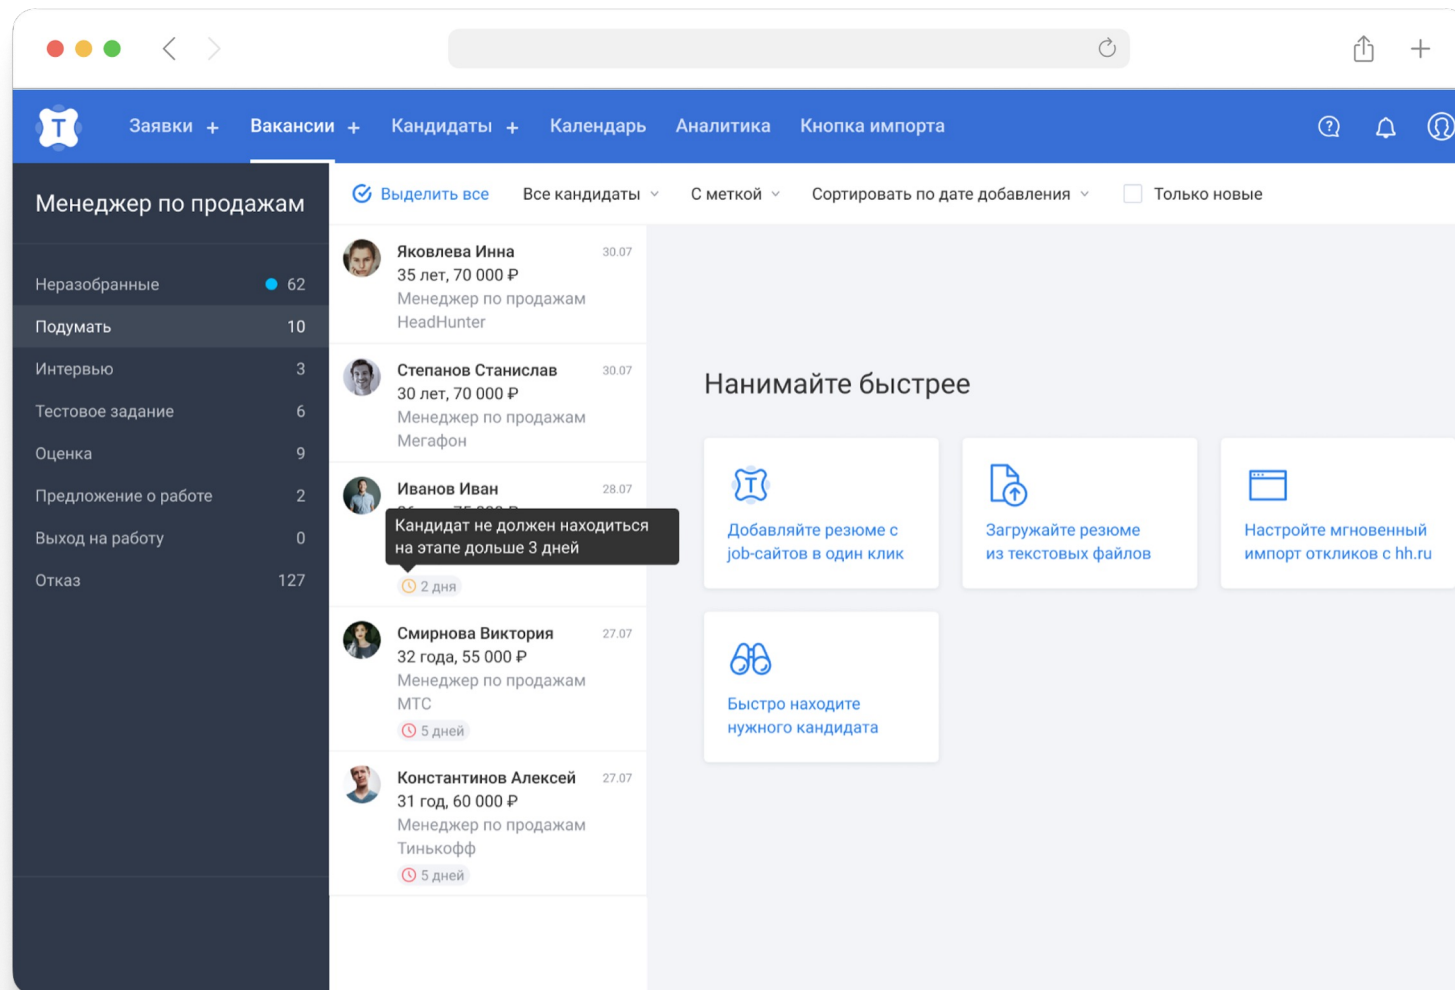 T
Заявки +
Вакансии +
Кандидаты +
Календарь
Аналитика
Кнопка импорта
?
Менеджер по продажам
Неразобранные 62
Подумать 10
Интервью 3
Тестовое задание 6
Оценка 9
Предложение о работе 2
Выход на работу 0
Отказ 127
Выделить все
Все кандидаты
С меткой
Сортировать по дате добавления
Только новые
Яковлева Инна 30.07
35 лет, 70 000 ₽
Менеджер по продажам
HeadHunter
Степанов Станислав 30.07
30 лет, 70 000 ₽
Менеджер по продажам
Мегафон
Иванов Иван 28.07
Кандидат не должен находиться
на этапе дольше 3 дней
2 дня
Смирнова Виктория 27.07
32 года, 55 000 ₽
Менеджер по продажам
МТС
5 дней
Константинов Алексей 27.07
31 год, 60 000 ₽
Менеджер по продажам
Тинькофф
5 дней
Нанимайте быстрее
T
Добавляйте резюме с
job-сайтов в один клик
Загружайте резюме
из текстовых файлов
Настройте мгновенный
импорт откликов с hh.ru
Быстро находите
нужного кандидата